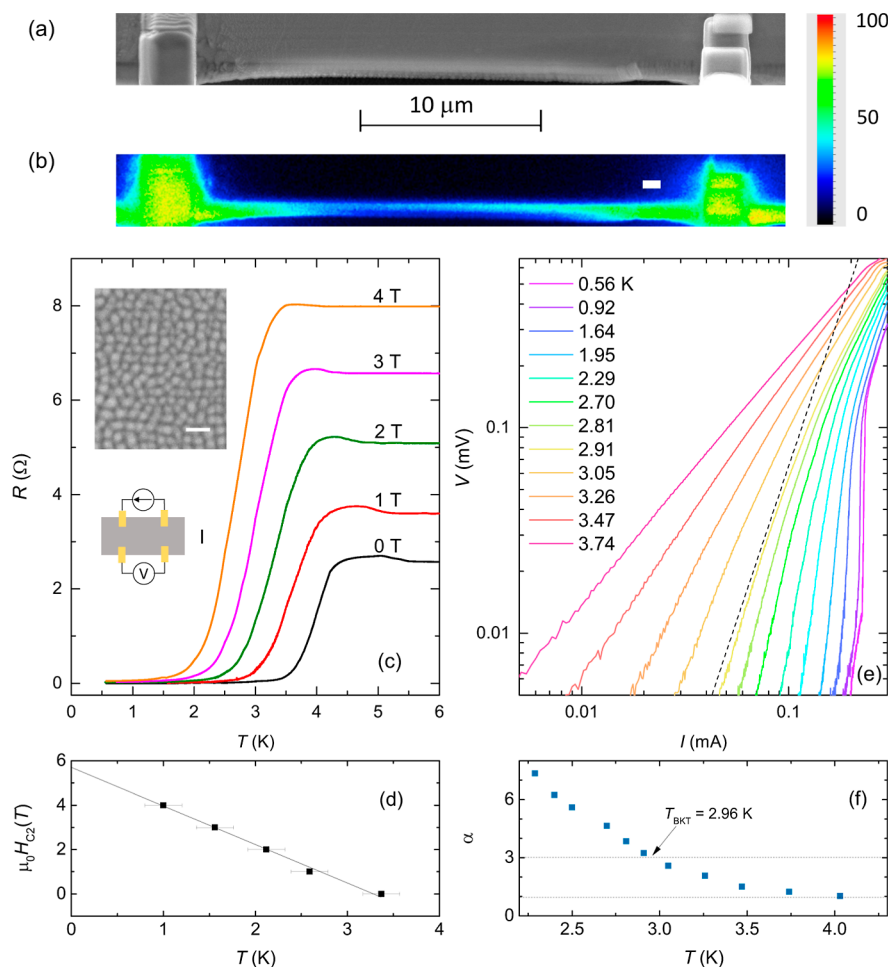 (a)
100
50
0
10 μm
(b)
8
6
4
2
0
R (Ω)
4 T
3 T
2 T
1 T
0 T
V
I
(c)
0 1 2 3 4 5 6
T (K)
0.56 K
0.92
1.64
1.95
2.29
2.70
2.81
2.91
3.05
3.26
3.47
3.74
0.1
0.01
V (mV)
(e)
0.01 0.1
I (mA)
6
4
2
0
μ₀H_C2(T)
(d)
0 1 2 3 4
T (K)
6
3
0
α
T_BKT = 2.96 K
(f)
2.5 3.0 3.5 4.0
T (K)